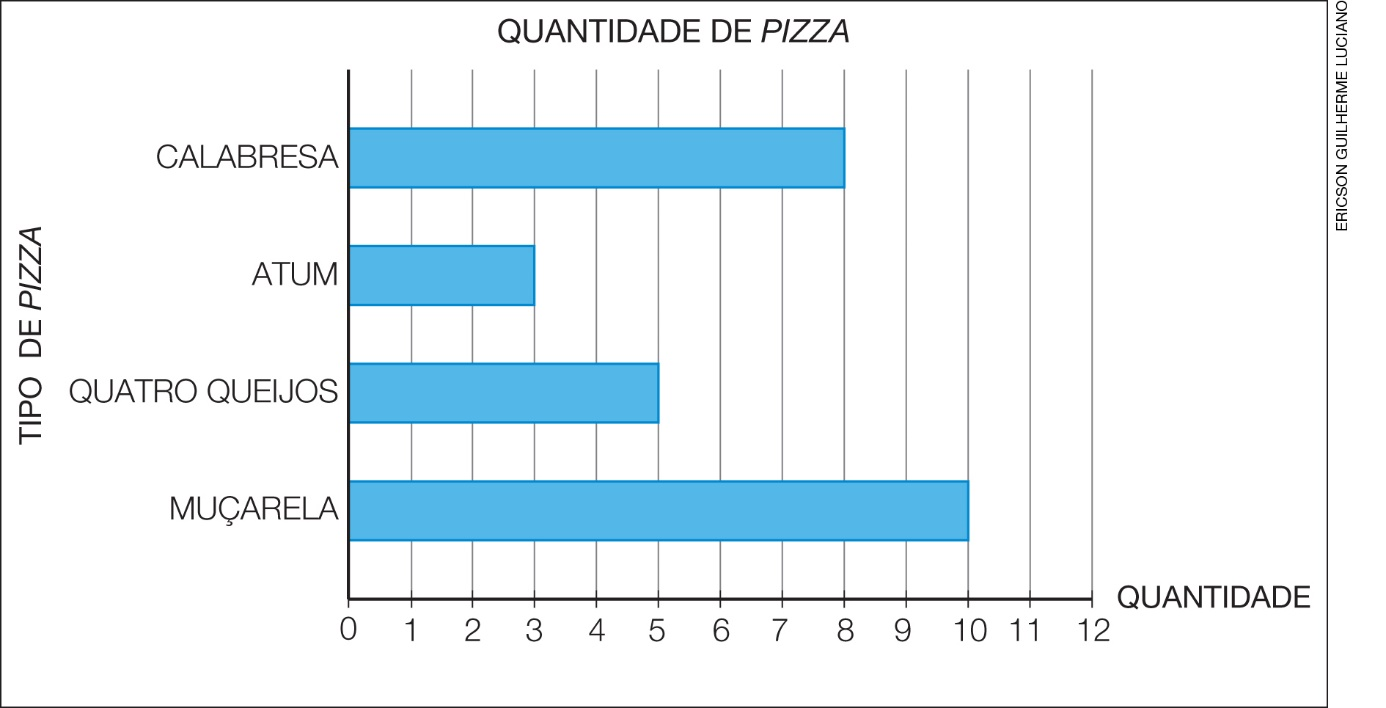 QUANTIDADE DE PIZZA
ERICSON GUILHERME LUCIANO
TIPO DE PIZZA
CALABRESA
ATUM
QUATRO QUEIJOS
MUÇARELA
QUANTIDADE
0 1 2 3 4 5 6 7 8 9 10 11 12